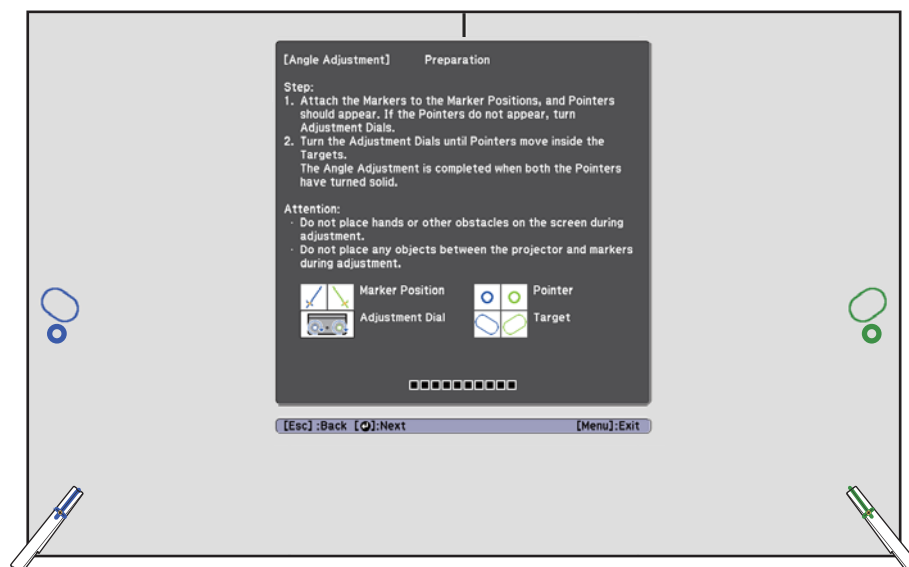 [Angle Adjustment] Preparation
Step:
1. Attach the Markers to the Marker Positions, and Pointers
should appear. If the Pointers do not appear, turn
Adjustment Dials.
2. Turn the Adjustment Dials until Pointers move inside the
Targets.
The Angle Adjustment is completed when both the Pointers
have turned solid.
Attention:
· Do not place hands or other obstacles on the screen during
adjustment.
· Do not place any objects between the projector and markers
during adjustment.
Marker Position Pointer
Adjustment Dial Target
[Esc] :Back [⏎]:Next [Menu]:Exit